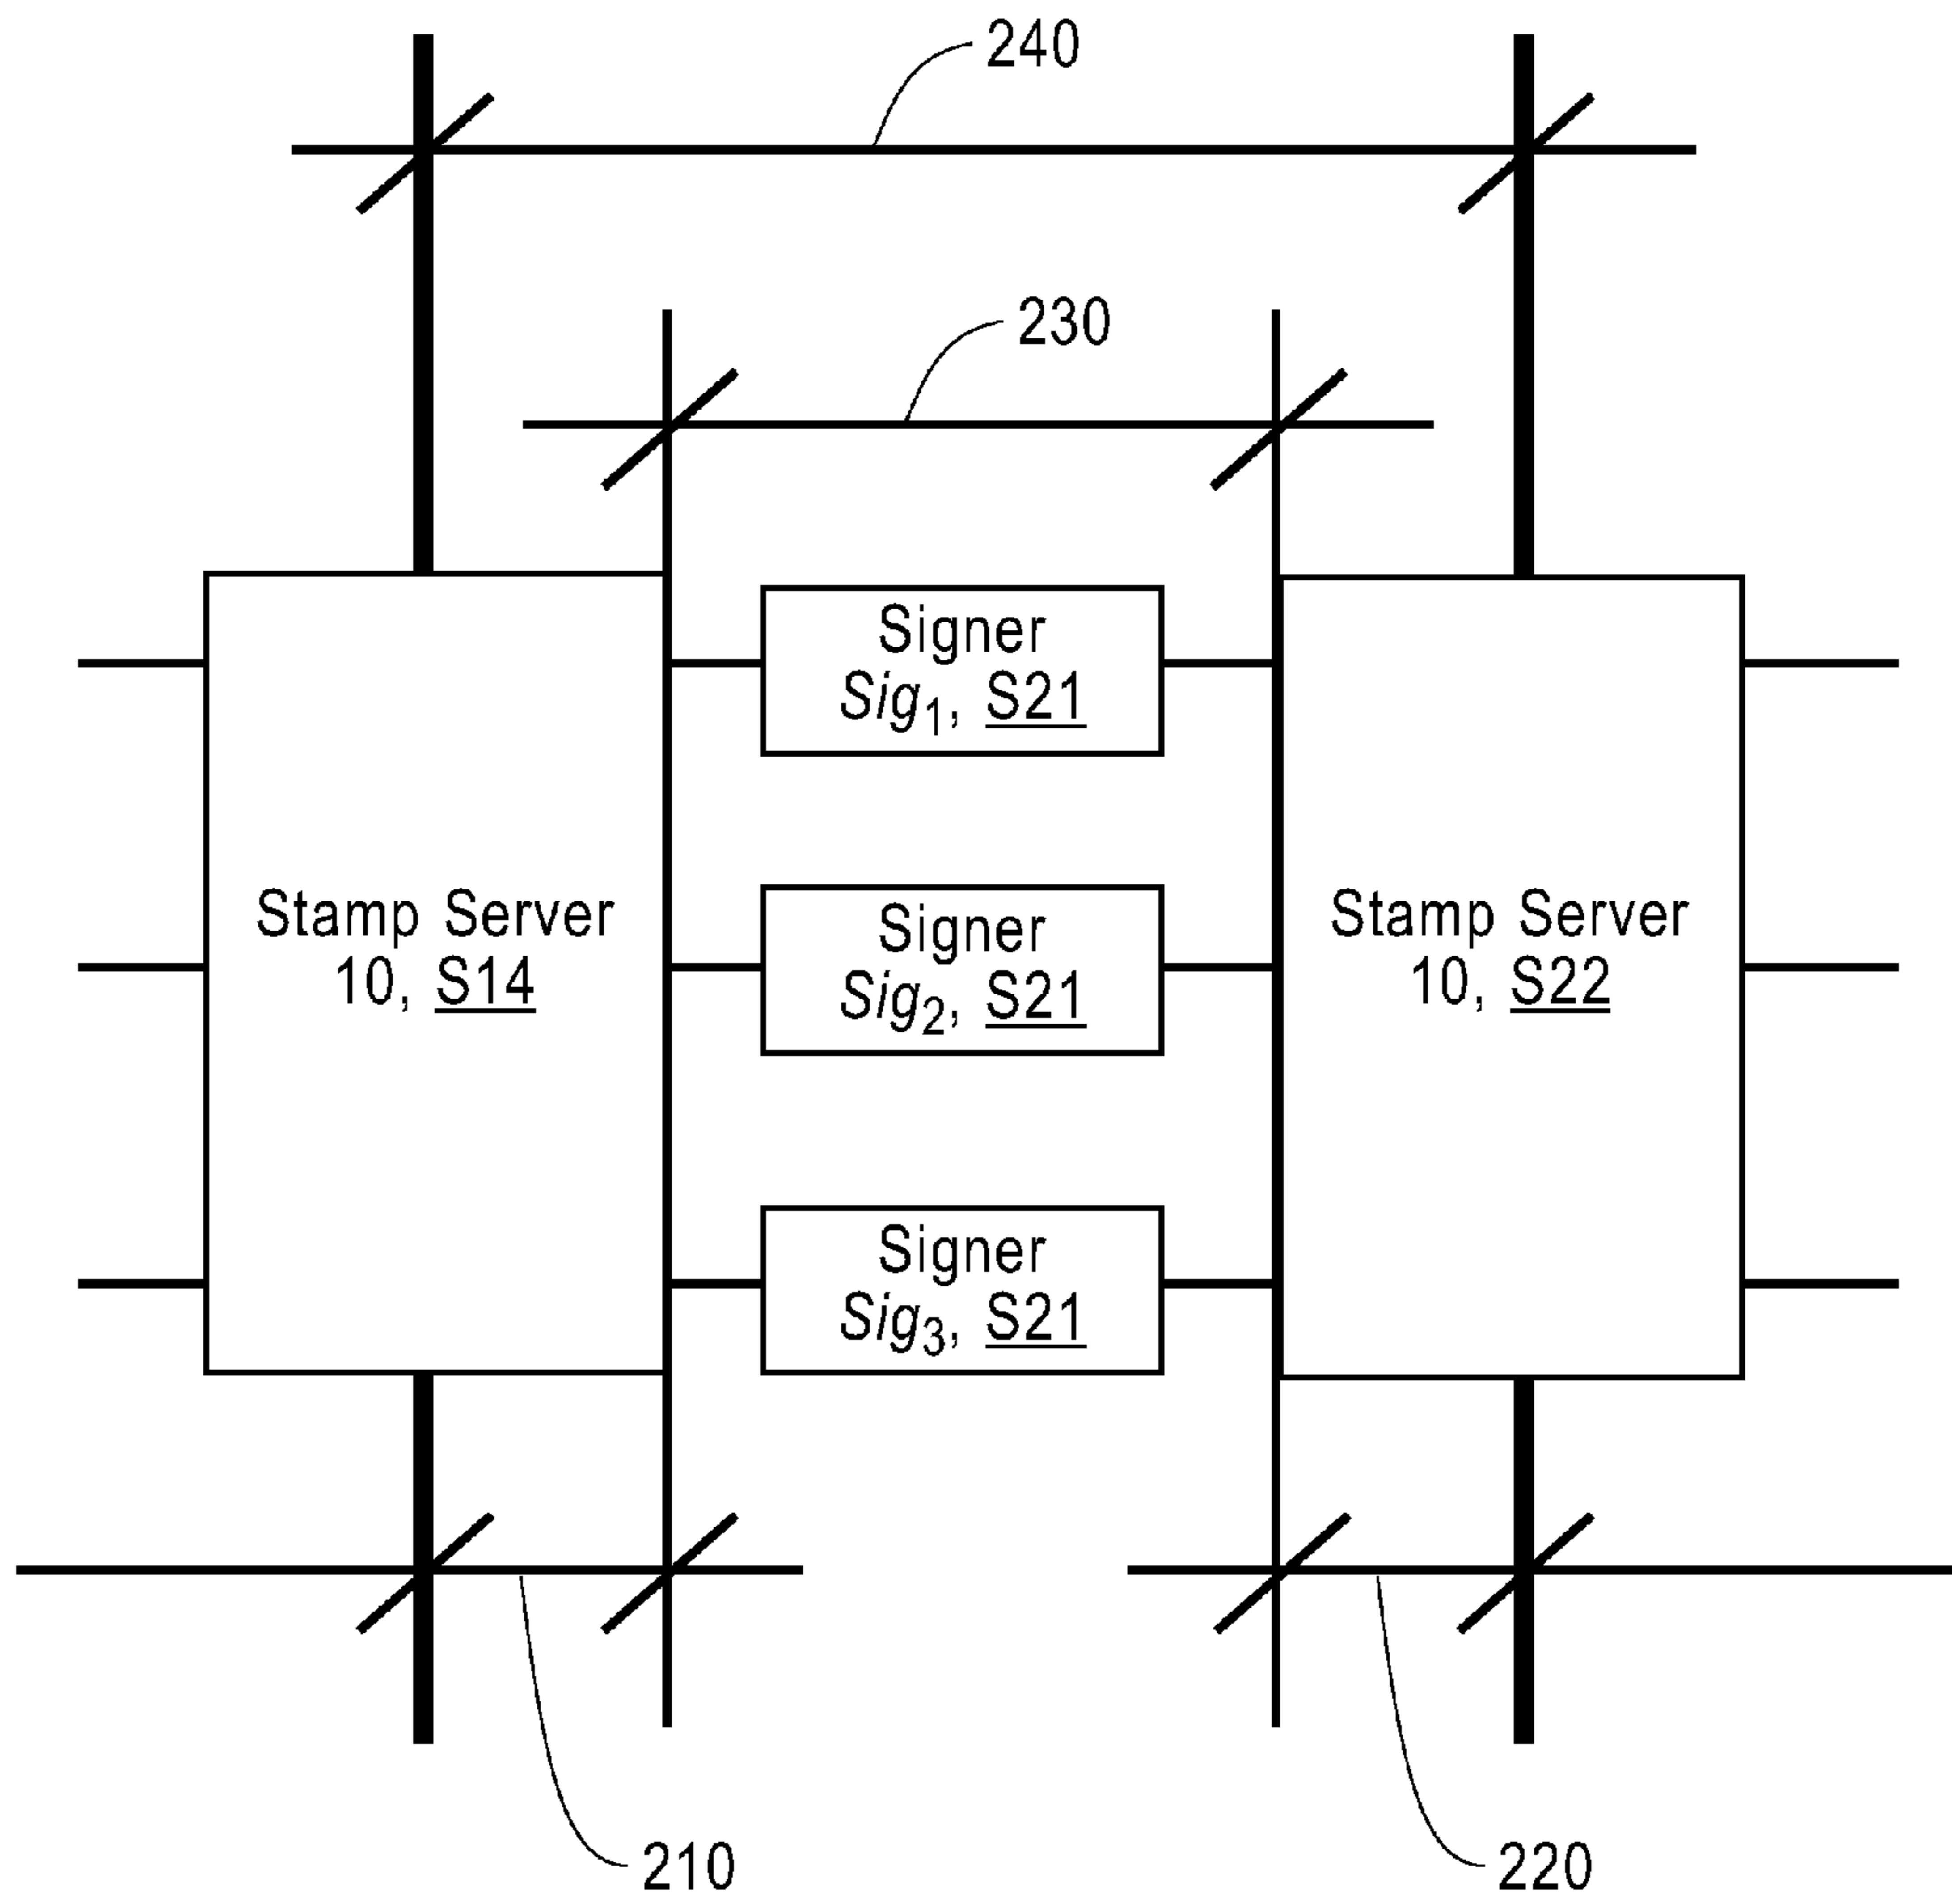 240
230
Signer
Sig1, S21
Stamp Server
10, S14
Signer
Sig2, S21
Stamp Server
10, S22
Signer
Sig3, S21
210
220